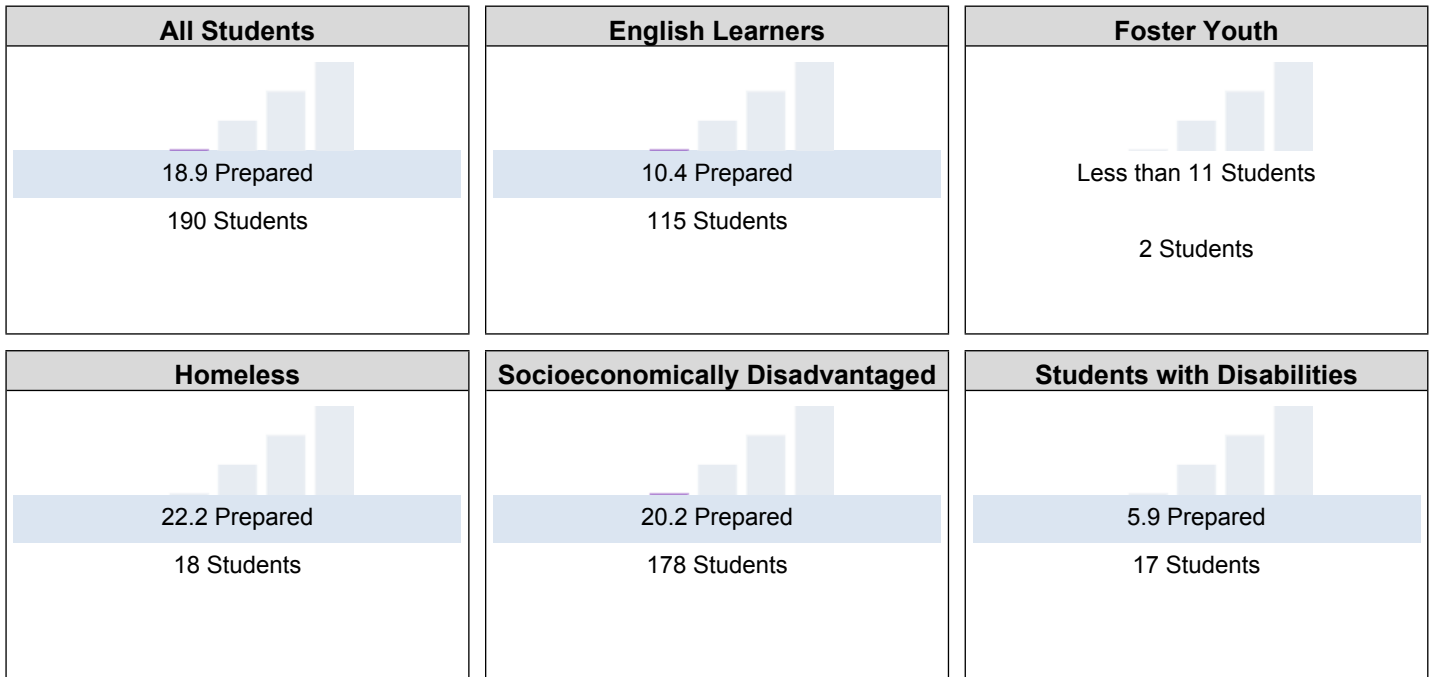 All Students
18.9 Prepared
190 Students
English Learners
10.4 Prepared
115 Students
Foster Youth
Less than 11 Students
2 Students
Homeless
22.2 Prepared
18 Students
Socioeconomically Disadvantaged
20.2 Prepared
178 Students
Students with Disabilities
5.9 Prepared
17 Students